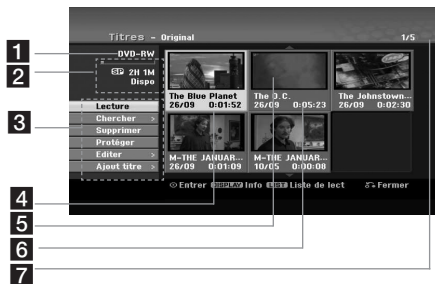 Titres – Original 1/5
1
DVD-RW
2
SP 2H 1M
Dispo
3
Lecture
Chercher >
Supprimer
Protéger
Editer >
Ajout titre >
The Blue Planet
26/09 0:01:52
The O.C.
26/09 0:05:23
The Johnstown...
26/09 0:02:30
M-THE JANUAR...
26/09 0:01:09
M-THE JANUAR...
10/05 0:00:08
Entrer DISPLAY Info LIST Liste de lect Fermer
4
5
6
7